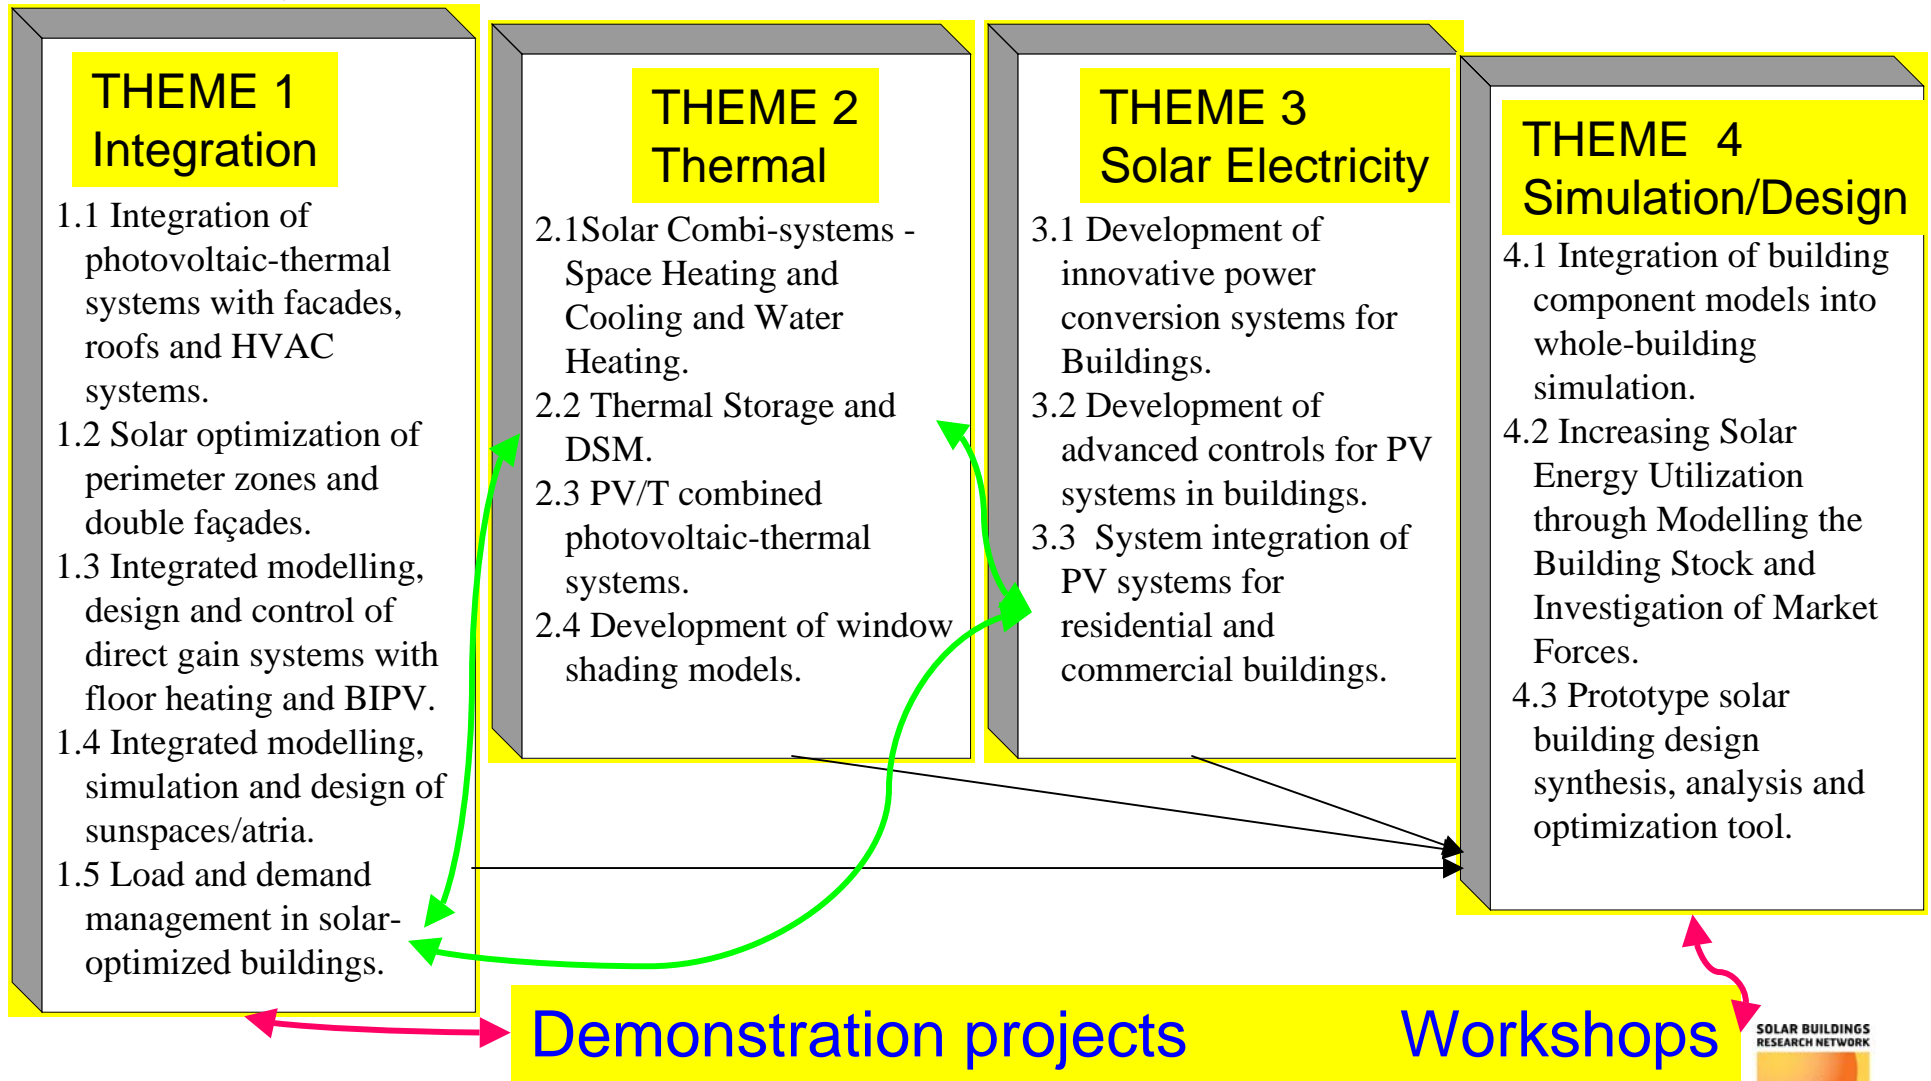 THEME 1
Integration
1.1 Integration of
photovoltaic-thermal
systems with facades,
roofs and HVAC
systems.
1.2 Solar optimization of
perimeter zones and
double façades.
1.3 Integrated modelling,
design and control of
direct gain systems with
floor heating and BIPV.
1.4 Integrated modelling,
simulation and design of
sunspaces/atria.
1.5 Load and demand
management in solar-
optimized buildings.
THEME 2
Thermal
2.1Solar Combi-systems -
Space Heating and
Cooling and Water
Heating.
2.2 Thermal Storage and
DSM.
2.3 PV/T combined
photovoltaic-thermal
systems.
2.4 Development of window
shading models.
THEME 3
Solar Electricity
3.1 Development of
innovative power
conversion systems for
Buildings.
3.2 Development of
advanced controls for PV
systems in buildings.
3.3  System integration of
PV systems for
residential and
commercial buildings.
THEME  4
Simulation/Design
4.1 Integration of building
component models into
whole-building
simulation.
4.2 Increasing Solar
Energy Utilization
through Modelling the
Building Stock and
Investigation of Market
Forces.
4.3 Prototype solar
building design
synthesis, analysis and
optimization tool.
Demonstration projects Workshops
SOLAR BUILDINGS
RESEARCH NETWORK